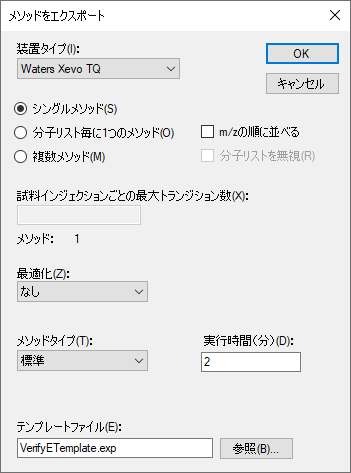 メソッドをエクスポート
装置タイプ(I):
Waters Xevo TQ
OK
キャンセル
シングルメソッド(S)
分子リスト毎に1つのメソッド(O)
m/zの順に並べる
複数メソッド(M)
分子リストを無視(R)
試料インジェクションごとの最大トランジション数(X):
メソッド: 1
最適化(Z):
なし
メソッドタイプ(T):
実行時間(分)(D):
標準
2
テンプレートファイル(E):
VerifyETemplate.exp
参照(B)...